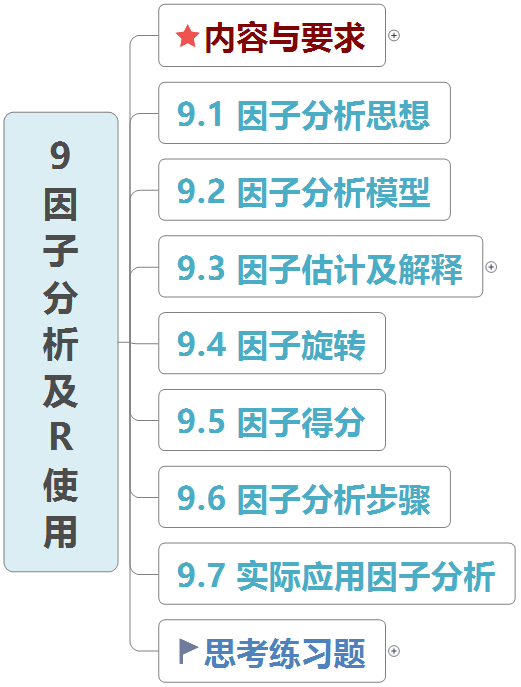 9
因
子
分
析
及
R
使
用
内容与要求
9.1 因子分析思想
9.2 因子分析模型
9.3 因子估计及解释
9.4 因子旋转
9.5 因子得分
9.6 因子分析步骤
9.7 实际应用因子分析
思考练习题